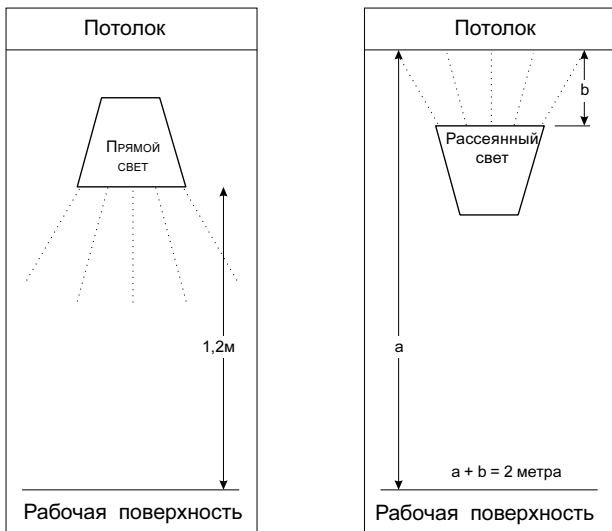 Потолок
Прямой
свет
1,2м
Рабочая поверхность
Потолок
b
Рассеянный
свет
a
a + b = 2 метра
Рабочая поверхность